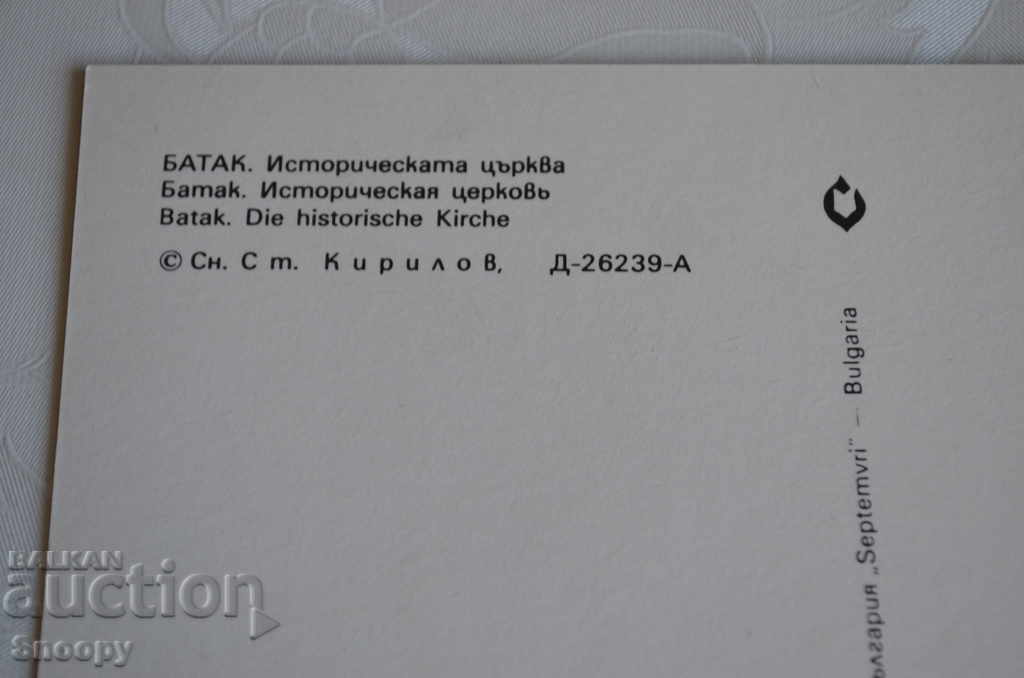 БАТАК. Историческата църква
Батак. Историческая церковь
Batak. Die historische Kirche
© Сн. Ст. Кирилов, Д-26239-А
„Septemvri" – Bulgaria
BALKAN
auction
Snoopy